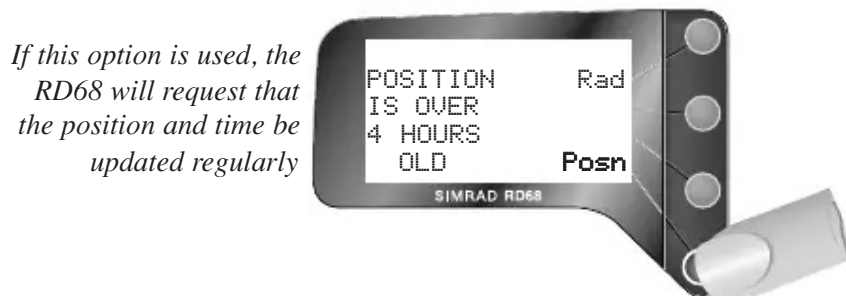 If this option is used, the
RD68 will request that
the position and time be
updated regularly
POSITION Rad
IS OVER
4 HOURS
OLD Posn
SIMRAD RD68